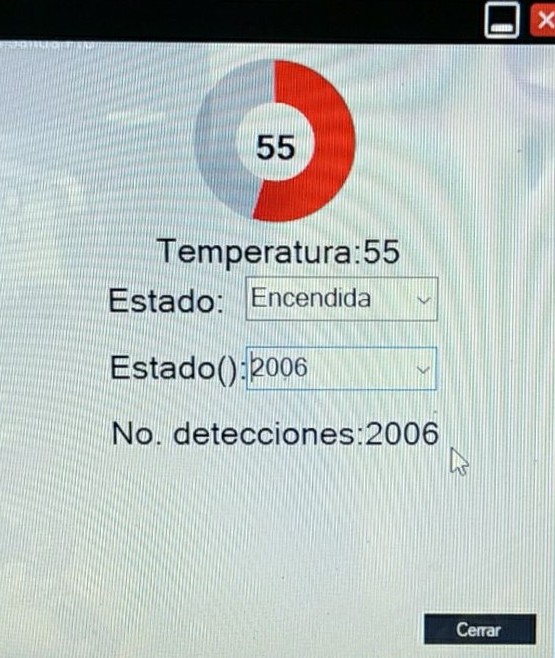 55
Temperatura:55
Estado: Encendida
Estado():2006
No. detecciones:2006
Cerrar